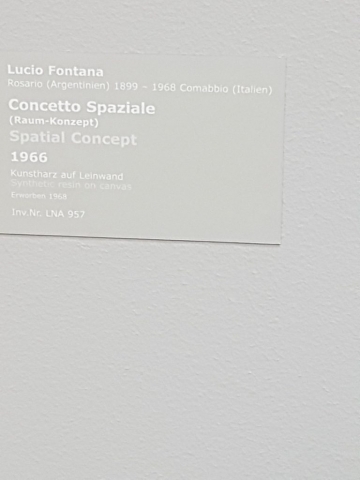 Lucio Fontana
Rosario (Argentinien) 1899 – 1968 Comabbio (Italien)
Concetto Spaziale
(Raum-Konzept)
Spatial Concept
1966
Kunstharz auf Leinwand
Synthetic resin on canvas
Erworben 1968
Inv.Nr. LNA 957